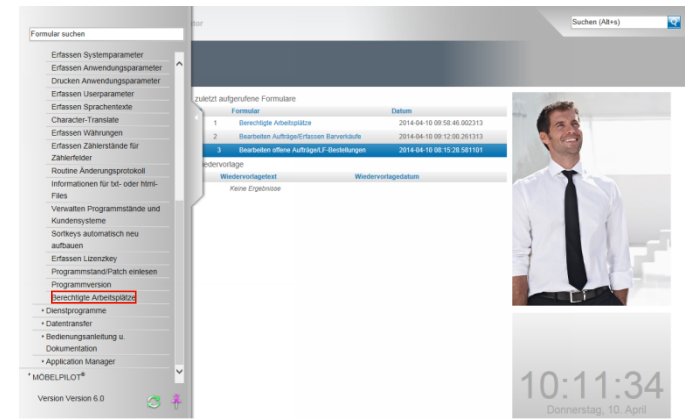 Formular suchen
Erfassen Systemparameter
Erfassen Anwendungsparameter
Drucken Anwendungsparameter
Erfassen Userparameter
Erfassen Sprachentexte
Character-Translate
Erfassen Währungen
Erfassen Zählerstände für
Zählerfelder
Routine Änderungsprotokoll
Informationen für txt- oder html-
Files
Verwalten Programmstände und
Kundensysteme
Sortkeys automatisch neu
aufbauen
Erfassen Lizenzkey
Programmstand/Patch einlesen
Programmversion
Berechtigte Arbeitsplätze
Dienstprogramme
Datentransfer
Bedienungsanleitung u.
Dokumentation
Application Manager
MÖBELPILOT®
Version Version 6.0
Suchen (Alt+s)
zuletzt aufgerufene Formulare
Formular Datum
1 Berechtigte Arbeitsplätze 2014-04-10 09:58:46.002313
2 Bearbeiten Aufträge/Erfassen Barverkäufe 2014-04-10 09:12:00.261313
3 Bearbeiten offene Aufträge/LF-Bestellungen 2014-04-10 08:15:28.581101
iedervorlage
Wiedervorlagetext Wiedervorlagedatum
Keine Ergebnisse
10:11:34
Donnerstag, 10. April